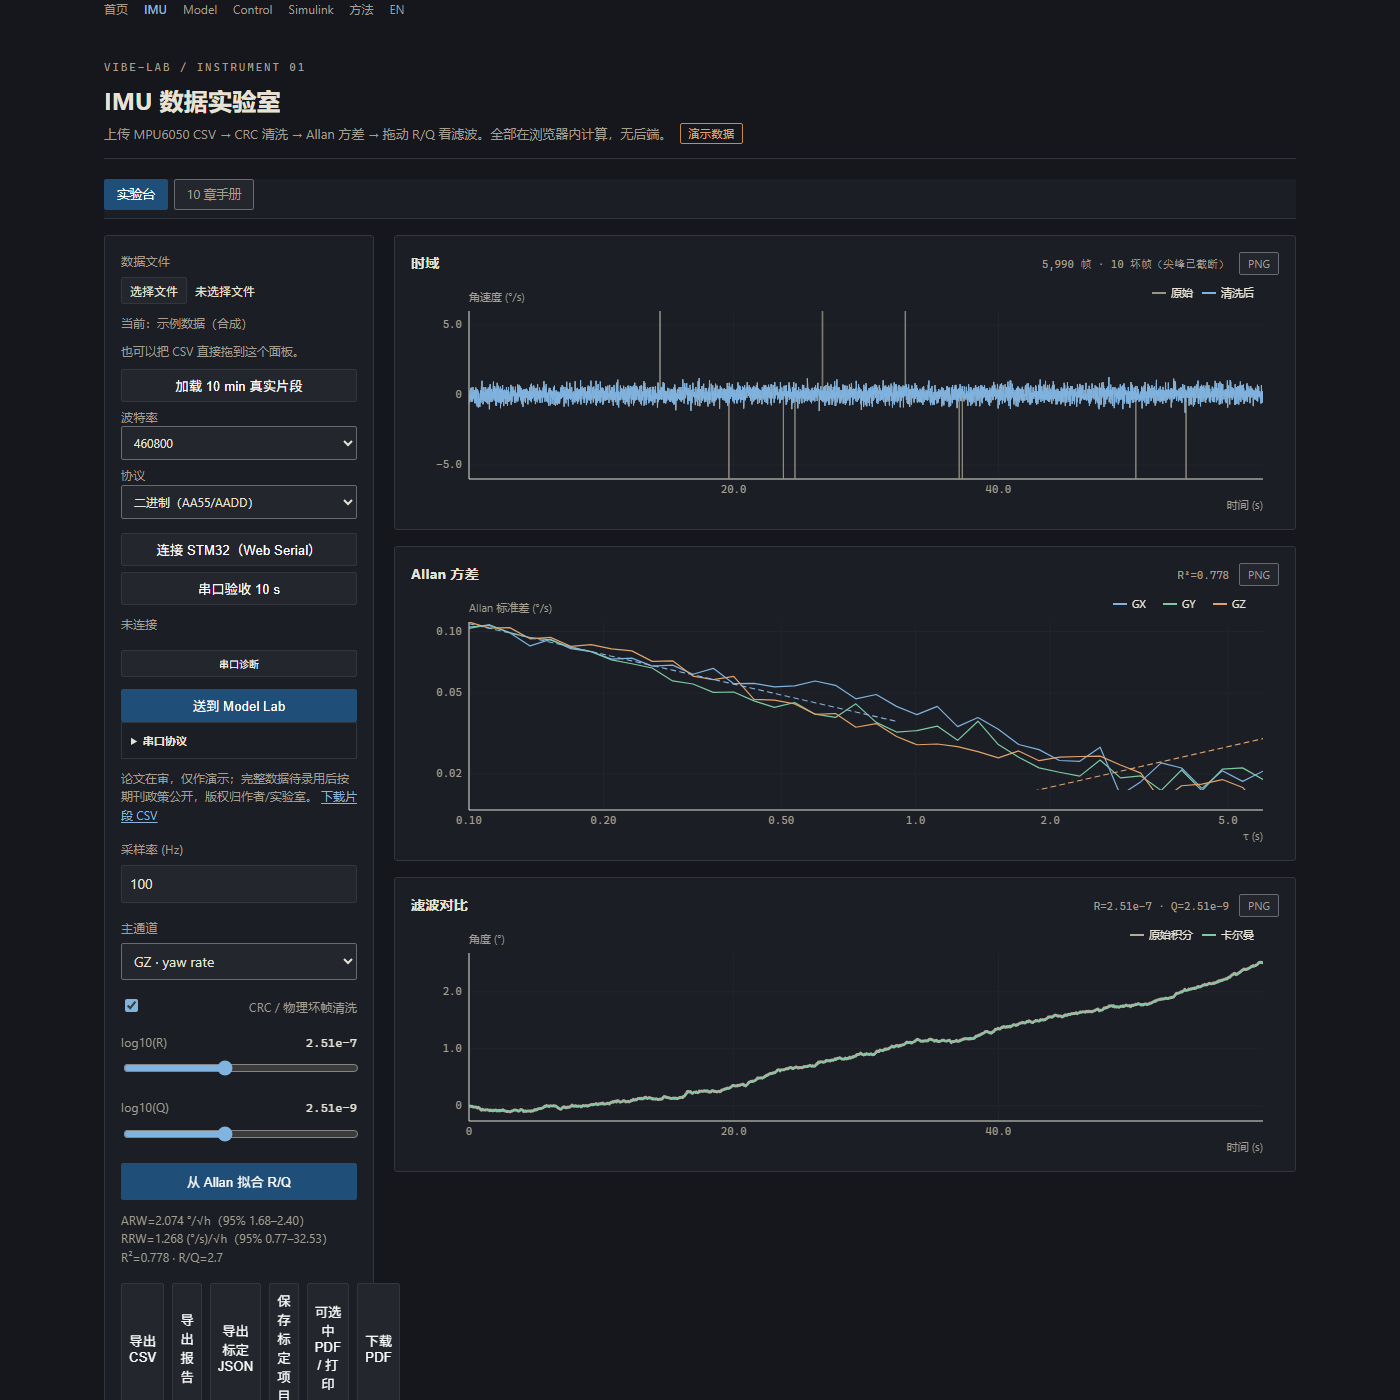 首页 IMU Model Control Simulink 方法 EN
VIBE-LAB / INSTRUMENT 01
IMU 数据实验室
上传 MPU6050 CSV → CRC 清洗 → Allan 方差 → 拖动 R/Q 看滤波。全部在浏览器内计算，无后端。 演示数据
实验台 10 章手册
数据文件
选择文件 未选择文件
当前：示例数据（合成）
也可以把 CSV 直接拖到这个面板。
加载 10 min 真实片段
波特率
460800
协议
二进制（AA55/AADD）
连接 STM32（Web Serial）
串口验收 10 s
未连接
串口诊断
送到 Model Lab
▶ 串口协议
论文在审，仅作演示；完整数据待录用后按
期刊政策公开，版权归作者/实验室。 下载片
段 CSV
采样率 (Hz)
100
主通道
GZ · yaw rate
CRC / 物理坏帧清洗
log10(R) 2.51e-7
log10(Q) 2.51e-9
从 Allan 拟合 R/Q
ARW=2.074 °/√h（95% 1.68–2.40）
RRW=1.268 (°/s)/√h（95% 0.77–32.53）
R²=0.778 · R/Q=2.7
导出
CSV
导
出
报
告
导出
标定
JSON
保
存
标
定
项
目
可选
中
PDF
/ 打
印
下载
PDF
时域
5,990 帧 · 10 坏帧（尖峰已截断） PNG
角速度 (°/s)
原始 清洗后
5.0
0
−5.0
20.0 40.0
时间 (s)
Allan 方差
R²=0.778 PNG
Allan 标准差 (°/s)
GX GY GZ
0.10
0.05
0.02
0.10 0.20 0.50 1.0 2.0 5.0
τ (s)
滤波对比
R=2.51e-7 · Q=2.51e-9 PNG
角度 (°)
原始积分 卡尔曼
2.0
1.0
0
0 20.0 40.0
时间 (s)